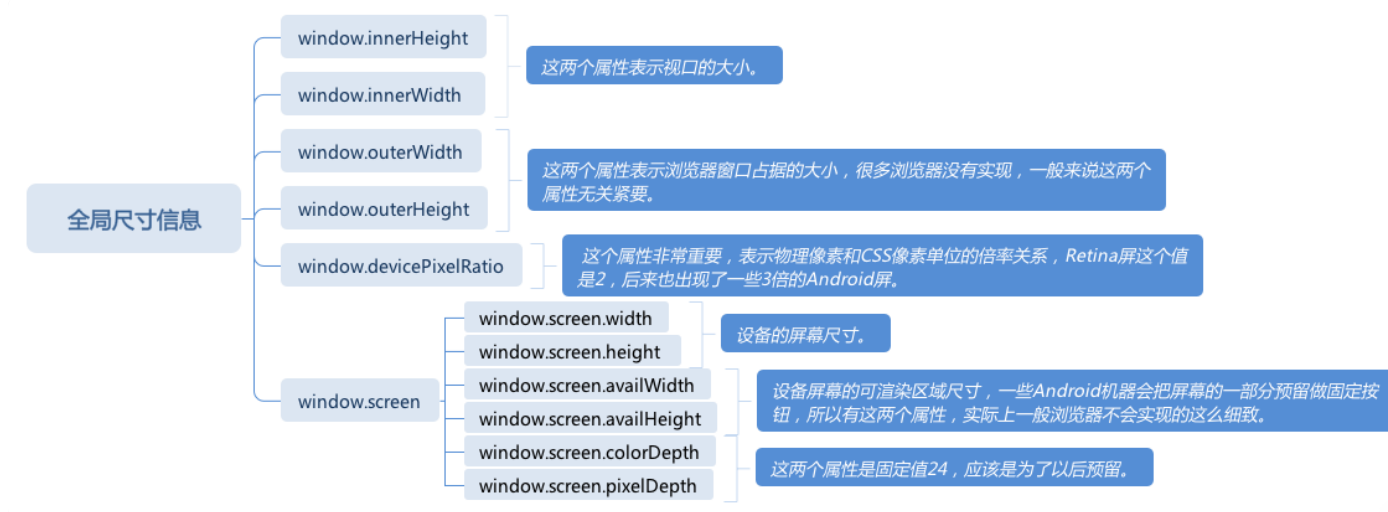 全局尺寸信息
window.innerHeight
window.innerWidth
这两个属性表示视口的大小。
window.outerWidth
window.outerHeight
这两个属性表示浏览器窗口占据的大小，很多浏览器没有实现，一般来说这两个
属性无关紧要。
window.devicePixelRatio
这个属性非常重要，表示物理像素和CSS像素单位的倍率关系，Retina屏这个值
是2，后来也出现了一些3倍的Android屏。
window.screen
window.screen.width
window.screen.height
设备的屏幕尺寸。
window.screen.availWidth
window.screen.availHeight
设备屏幕的可渲染区域尺寸，一些Android机器会把屏幕的一部分预留做固定按
钮，所以有这两个属性，实际上一般浏览器不会实现的这么细致。
window.screen.colorDepth
window.screen.pixelDepth
这两个属性是固定值24，应该是为了以后预留。